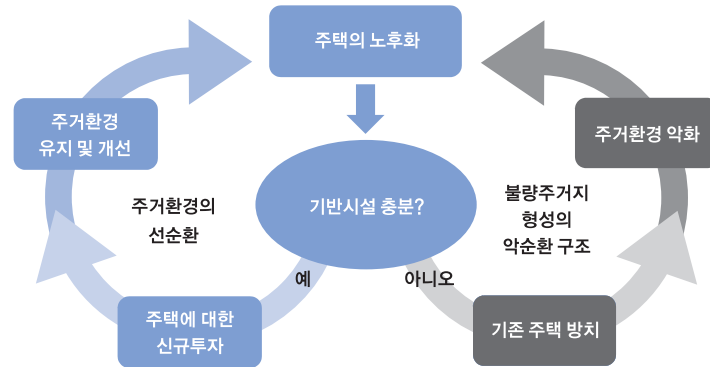 주택의 노후화
주거환경
유지 및 개선
주거환경 악화
주거환경의
선순환
기반시설 충분?
불량주거지
형성의
악순환 구조
예
아니오
주택에 대한
신규투자
기존 주택 방치